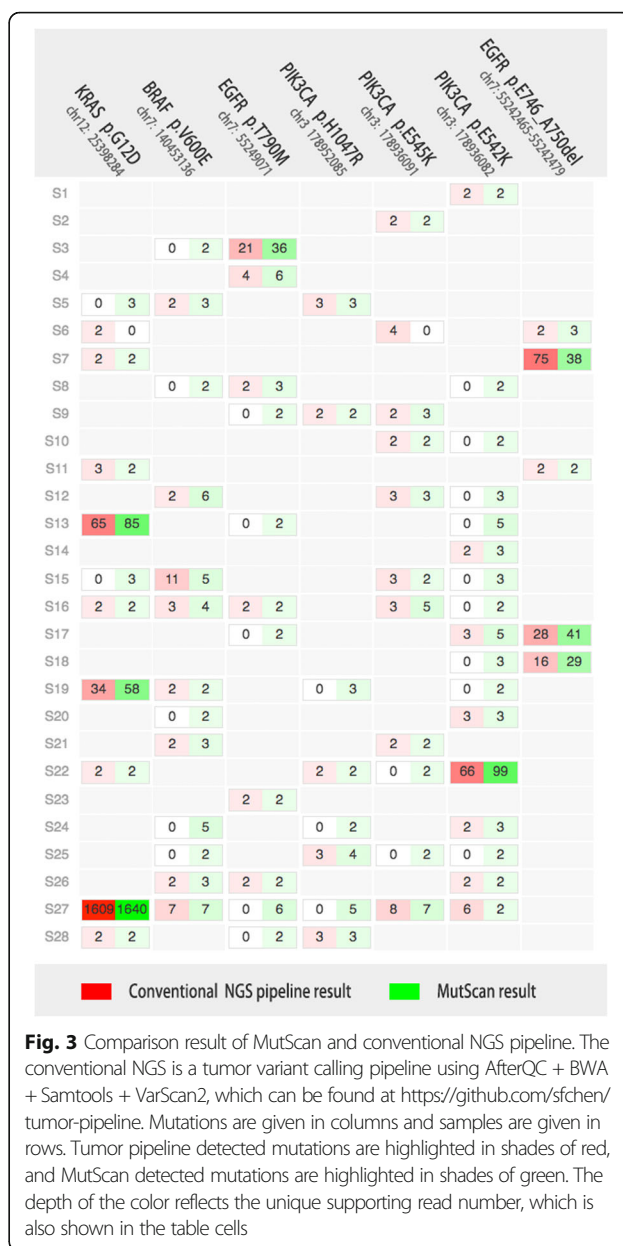 KRAS p.G12D
chr12: 25398284
BRAF p.V600E
chr7: 140453136
EGFR p.T790M
chr7: 55249071
PIK3CA p.H1047R
chr3 178952085
PIK3CA p.E545K
chr3: 178936091
PIK3CA p.E542K
chr3: 178936082
EGFR p.E746_A750del
chr7: 55242465-55242479
S1 2 2
S2 2 2
S3 0 2 21 36
S4 4 6
S5 0 3 2 3 3 3
S6 2 0 4 0 2 3
S7 2 2 75 38
S8 0 2 2 3 0 2
S9 0 2 2 2 2 3
S10 2 2 0 2
S11 3 2 2 2
S12 2 6 3 3 0 3
S13 65 85 0 2 0 5
S14 2 3
S15 0 3 11 5 3 2 0 3
S16 2 2 3 4 2 2 3 5 0 2
S17 0 2 3 5 28 41
S18 0 3 16 29
S19 34 58 2 2 0 3 0 2
S20 0 2 3 3
S21 2 3 2 2
S22 2 2 2 2 0 2 66 99
S23 2 2
S24 0 5 0 2 2 3
S25 0 2 3 4 0 2 0 2
S26 2 3 2 2 2 2
S27 1609 1640 7 7 0 6 0 5 8 7 6 2
S28 2 2 0 2 3 3
Conventional NGS pipeline result MutScan result
Fig. 3 Comparison result of MutScan and conventional NGS pipeline. The
conventional NGS is a tumor variant calling pipeline using AfterQC + BWA
+ Samtools + VarScan2, which can be found at https://github.com/sfchen/
tumor-pipeline. Mutations are given in columns and samples are given in
rows. Tumor pipeline detected mutations are highlighted in shades of red,
and MutScan detected mutations are highlighted in shades of green. The
depth of the color reflects the unique supporting read number, which is
also shown in the table cells